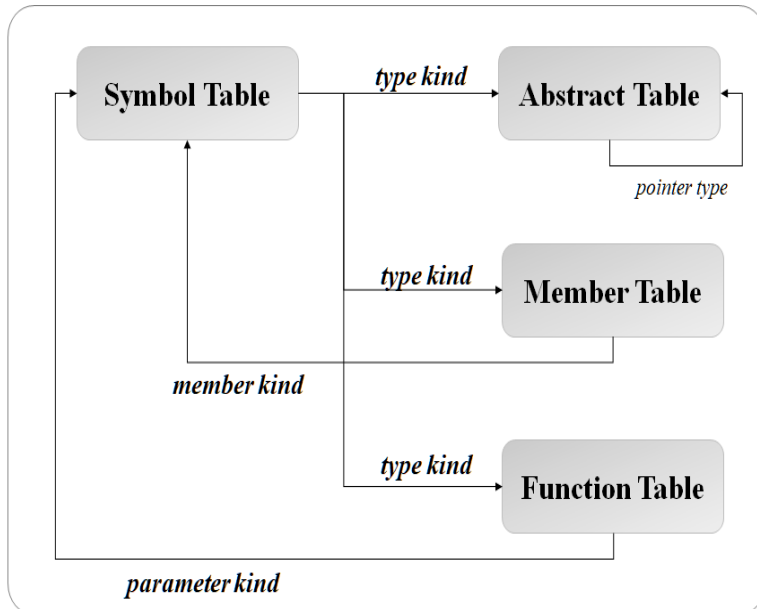 Symbol Table
type kind
Abstract Table
pointer type
type kind
Member Table
member kind
type kind
Function Table
parameter kind